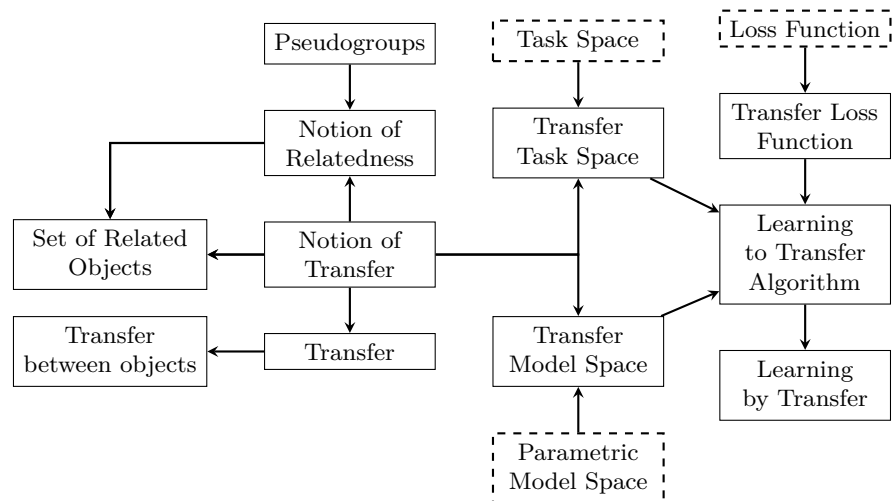 Pseudogroups
Notion of
Relatedness
Set of Related
Objects
Notion of
Transfer
Transfer
between objects
Transfer
Task Space
Transfer
Task Space
Transfer
Model Space
Parametric
Model Space
Loss Function
Transfer Loss
Function
Learning
to Transfer
Algorithm
Learning
by Transfer